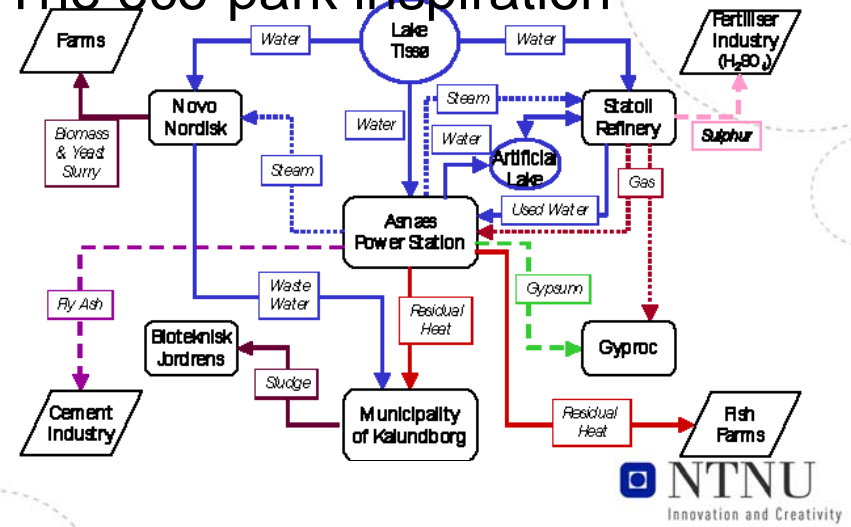 The eco-park inspiration
Farms
Water
Lake
Tissø
Water
Fertiliser
Industry
(H₂SO₄)
Novo
Nordisk
Steam
Statoil
Refinery
Biomass
& Yeast
Slurry
Water
Water
Sulphur
Steam
Artificial
Lake
Gas
Used Water
Asnaes
Power Station
Fly Ash
Waste
Water
Residual
Heat
Gypsum
Bioteknisk
Jordrens
Gyproc
Sludge
Cement
Industry
Municipality
of Kalundborg
Residual
Heat
Fish
Farms
NTNU
Innovation and Creativity